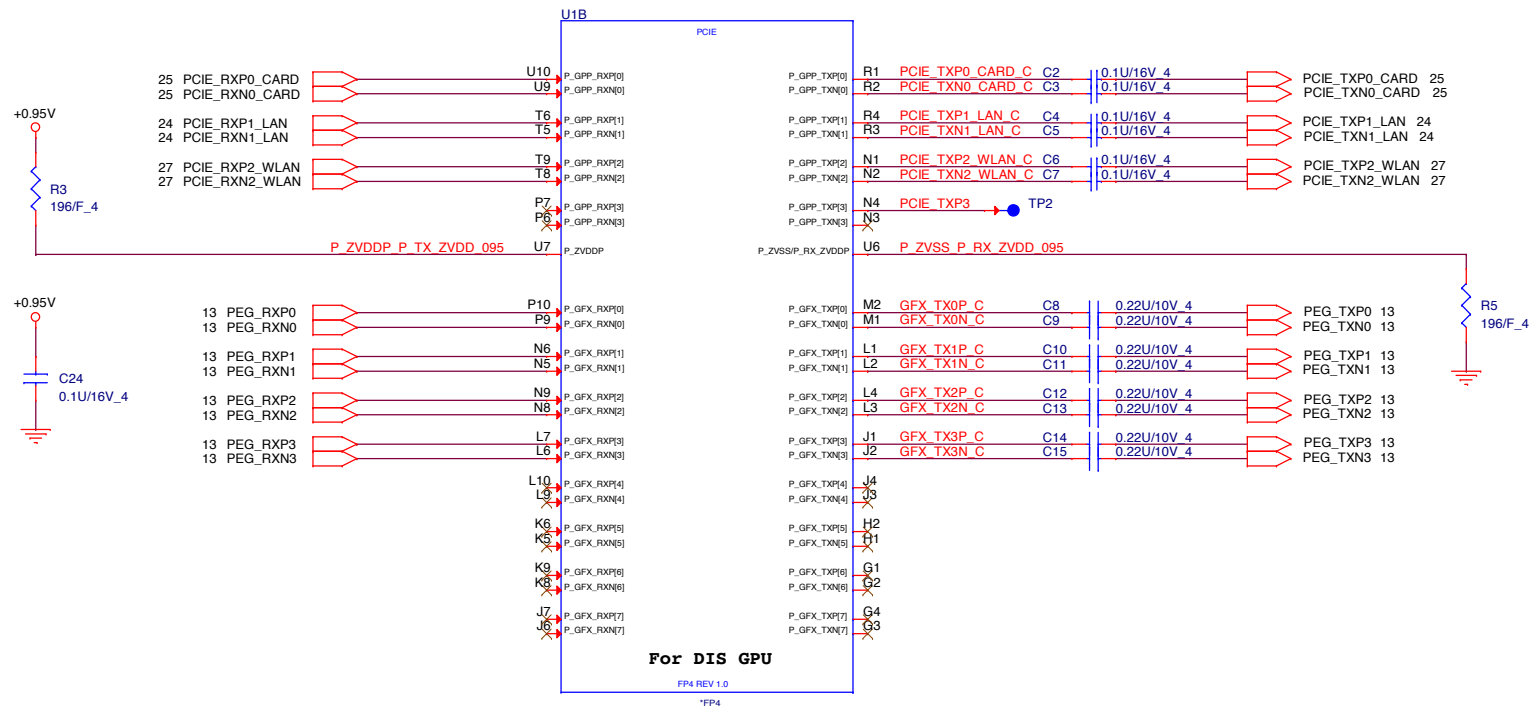 U1B
PCIE
25 PCIE_RXP0_CARD U10 P_GPP_RXP[0] P_GPP_TXP[0] R1 PCIE_TXP0_CARD_C C2 0.1U/16V_4 PCIE_TXP0_CARD 25
25 PCIE_RXN0_CARD U9 P_GPP_RXN[0] P_GPP_TXN[0] R2 PCIE_TXN0_CARD_C C3 0.1U/16V_4 PCIE_TXN0_CARD 25
+0.95V
24 PCIE_RXP1_LAN T6 P_GPP_RXP[1] P_GPP_TXP[1] R4 PCIE_TXP1_LAN_C C4 0.1U/16V_4 PCIE_TXP1_LAN 24
24 PCIE_RXN1_LAN T5 P_GPP_RXN[1] P_GPP_TXN[1] R3 PCIE_TXN1_LAN_C C5 0.1U/16V_4 PCIE_TXN1_LAN 24
27 PCIE_RXP2_WLAN T9 P_GPP_RXP[2] P_GPP_TXP[2] N1 PCIE_TXP2_WLAN_C C6 0.1U/16V_4 PCIE_TXP2_WLAN 27
27 PCIE_RXN2_WLAN T8 P_GPP_RXN[2] P_GPP_TXN[2] N2 PCIE_TXN2_WLAN_C C7 0.1U/16V_4 PCIE_TXN2_WLAN 27
R3
196/F_4
P7 P_GPP_RXP[3] P_GPP_TXP[3] N4 PCIE_TXP3 TP2
P6 P_GPP_RXN[3] P_GPP_TXN[3] N3
P_ZVDDP_P_TX_ZVDD_095 U7 P_ZVDDP P_ZVSS/P_RX_ZVDDP U6 P_ZVSS_P_RX_ZVDD_095
+0.95V
13 PEG_RXP0 P10 P_GFX_RXP[0] P_GFX_TXP[0] M2 GFX_TX0P_C C8 0.22U/10V_4 PEG_TXP0 13
13 PEG_RXN0 P9 P_GFX_RXN[0] P_GFX_TXN[0] M1 GFX_TX0N_C C9 0.22U/10V_4 PEG_TXN0 13
R5
196/F_4
13 PEG_RXP1 N6 P_GFX_RXP[1] P_GFX_TXP[1] L1 GFX_TX1P_C C10 0.22U/10V_4 PEG_TXP1 13
13 PEG_RXN1 N5 P_GFX_RXN[1] P_GFX_TXN[1] L2 GFX_TX1N_C C11 0.22U/10V_4 PEG_TXN1 13
C24
0.1U/16V_4
13 PEG_RXP2 N9 P_GFX_RXP[2] P_GFX_TXP[2] L4 GFX_TX2P_C C12 0.22U/10V_4 PEG_TXP2 13
13 PEG_RXN2 N8 P_GFX_RXN[2] P_GFX_TXN[2] L3 GFX_TX2N_C C13 0.22U/10V_4 PEG_TXN2 13
13 PEG_RXP3 L7 P_GFX_RXP[3] P_GFX_TXP[3] J1 GFX_TX3P_C C14 0.22U/10V_4 PEG_TXP3 13
13 PEG_RXN3 L6 P_GFX_RXN[3] P_GFX_TXN[3] J2 GFX_TX3N_C C15 0.22U/10V_4 PEG_TXN3 13
L10 P_GFX_RXP[4] P_GFX_TXP[4] J4
L9 P_GFX_RXN[4] P_GFX_TXN[4] J3
K6 P_GFX_RXP[5] P_GFX_TXP[5] H2
K5 P_GFX_RXN[5] P_GFX_TXN[5] H1
K9 P_GFX_RXP[6] P_GFX_TXP[6] G1
K8 P_GFX_RXN[6] P_GFX_TXN[6] G2
J7 P_GFX_RXP[7] P_GFX_TXP[7] G4
J6 P_GFX_RXN[7] P_GFX_TXN[7] G3
For DIS GPU
FP4 REV 1.0
*FP4